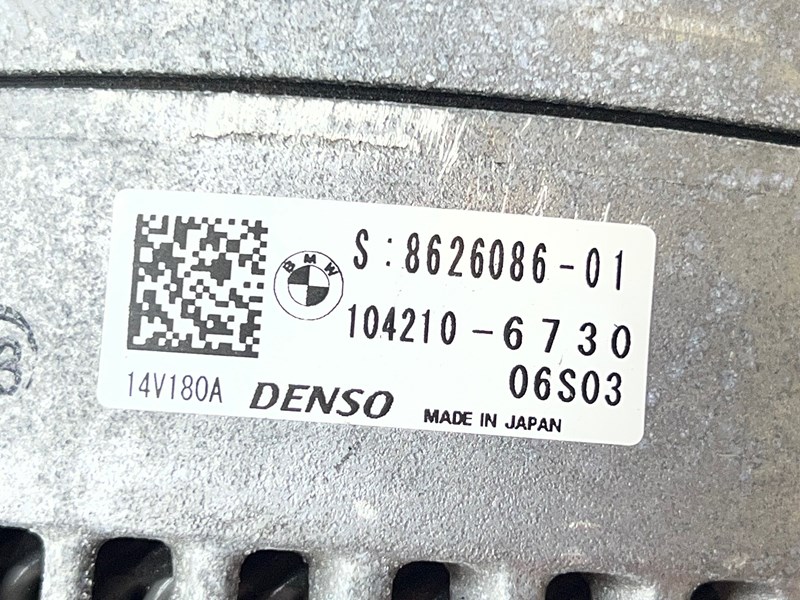 BMW
S:8626086-01
104210-6730
06S03
14V180A
DENSO
MADE IN JAPAN